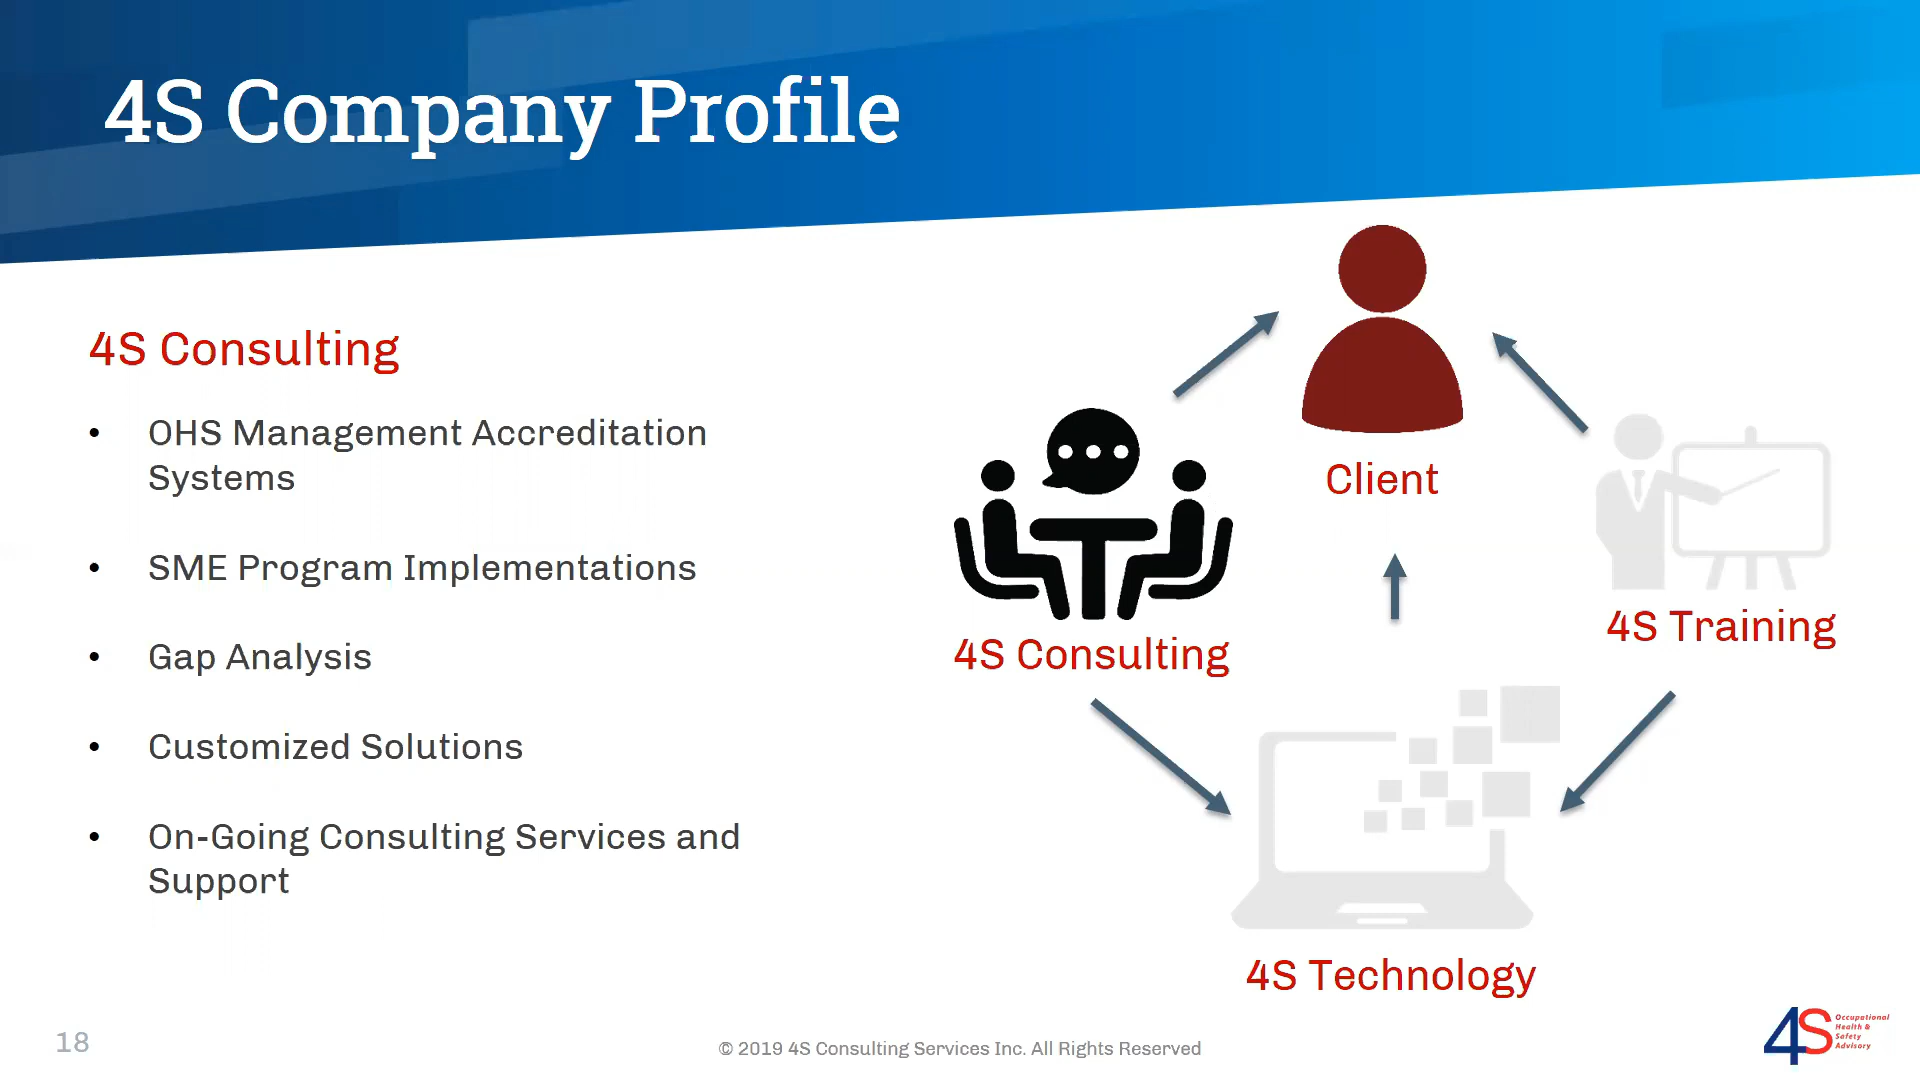 4S Company Profile
4S Consulting
• OHS Management Accreditation
Systems
• SME Program Implementations
• Gap Analysis
• Customized Solutions
• On-Going Consulting Services and
Support
Client
4S Consulting
4S Training
4S Technology
18
© 2019 4S Consulting Services Inc. All Rights Reserved
4S
Occupational
Health &
Safety
Advisory